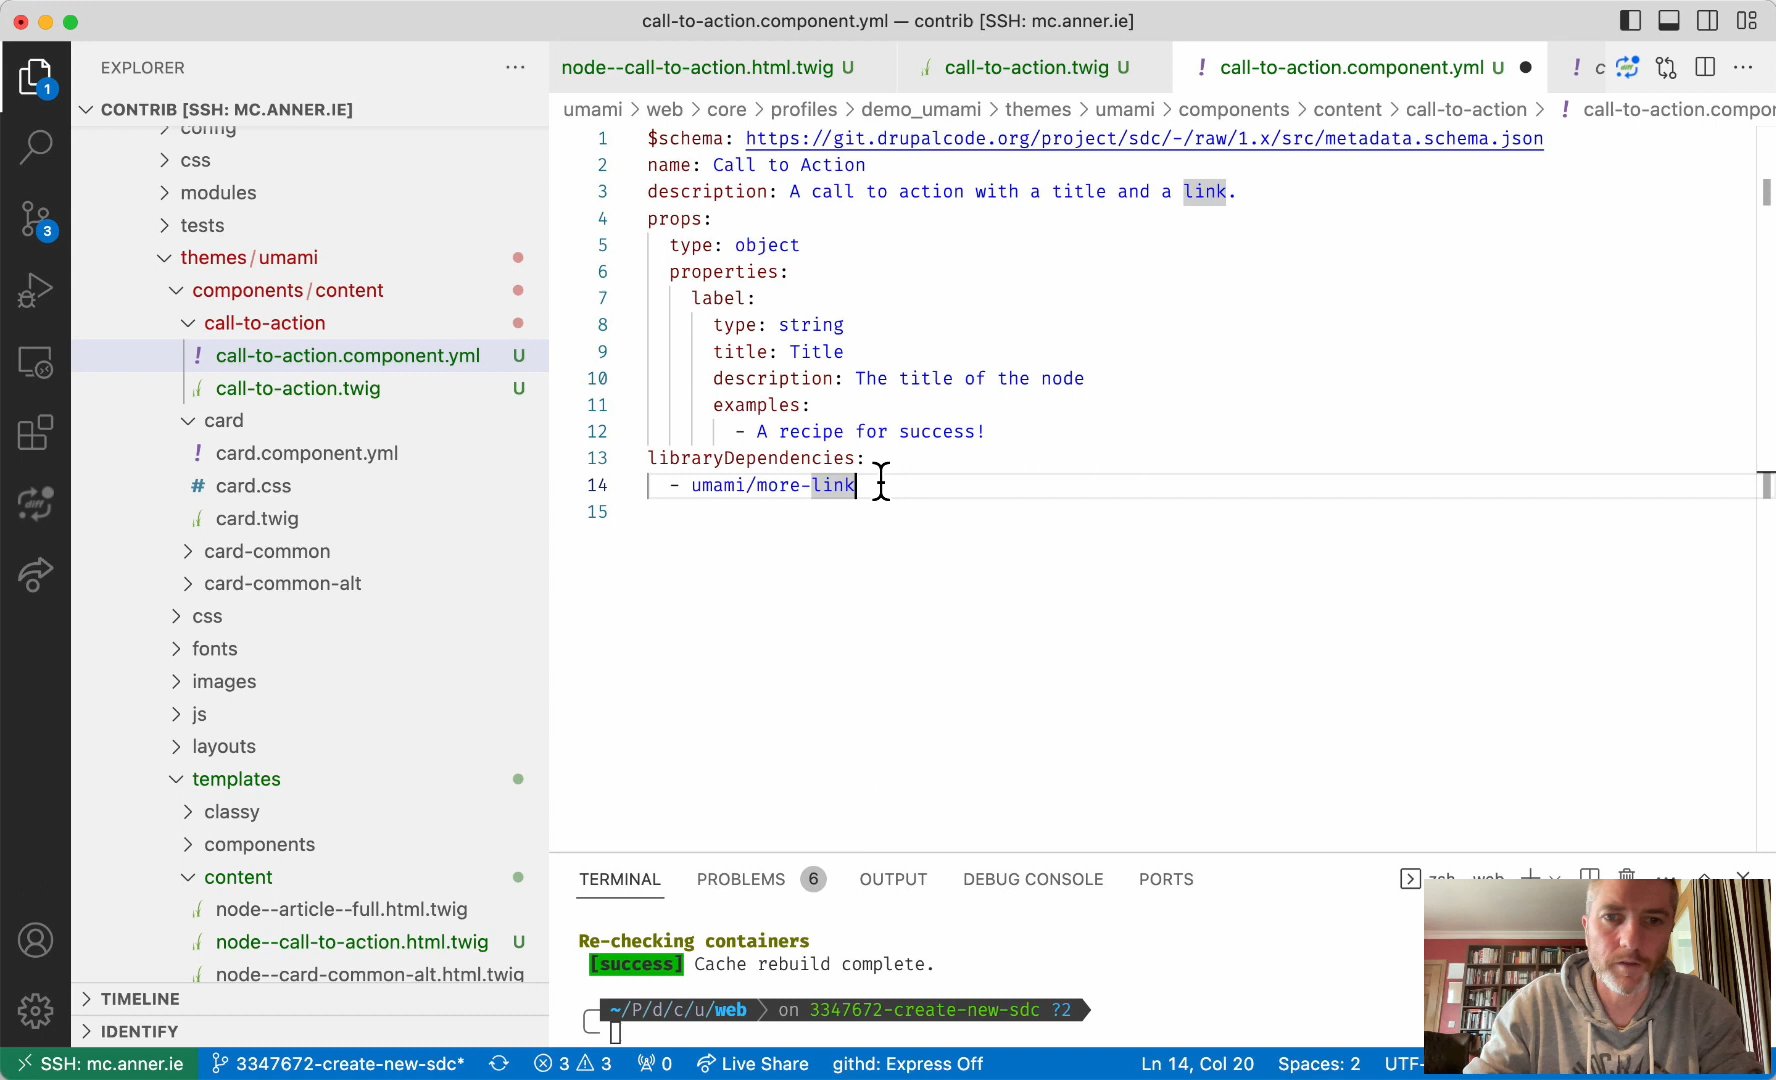 call-to-action.component.yml — contrib [SSH: mc.anner.ie]
EXPLORER
CONTRIB [SSH: MC.ANNER.IE]
config
css
modules
tests
themes/umami
components/content
call-to-action
! call-to-action.component.yml U
call-to-action.twig U
card
! card.component.yml
# card.css
card.twig
card-common
card-common-alt
css
fonts
images
js
layouts
templates
classy
components
content
node--article--full.html.twig
node--call-to-action.html.twig U
node--card-common-alt.html.twig
TIMELINE
IDENTIFY
1
3
node--call-to-action.html.twig U
call-to-action.twig U
! call-to-action.component.yml U
! c
umami > web > core > profiles > demo_umami > themes > umami > components > content > call-to-action > ! call-to-action.compor
1 $schema: https://git.drupalcode.org/project/sdc/-/raw/1.x/src/metadata.schema.json
2 name: Call to Action
3 description: A call to action with a title and a link.
4 props:
5 type: object
6 properties:
7 label:
8 type: string
9 title: Title
10 description: The title of the node
11 examples:
12 - A recipe for success!
13 libraryDependencies:
14 - umami/more-link
15
TERMINAL PROBLEMS 6 OUTPUT DEBUG CONSOLE PORTS
Re-checking containers
[success] Cache rebuild complete.
~/P/d/c/u/web on 3347672-create-new-sdc ?2
SSH: mc.anner.ie 3347672-create-new-sdc* 3 3 0 Live Share githd: Express Off Ln 14, Col 20 Spaces: 2 UTF-